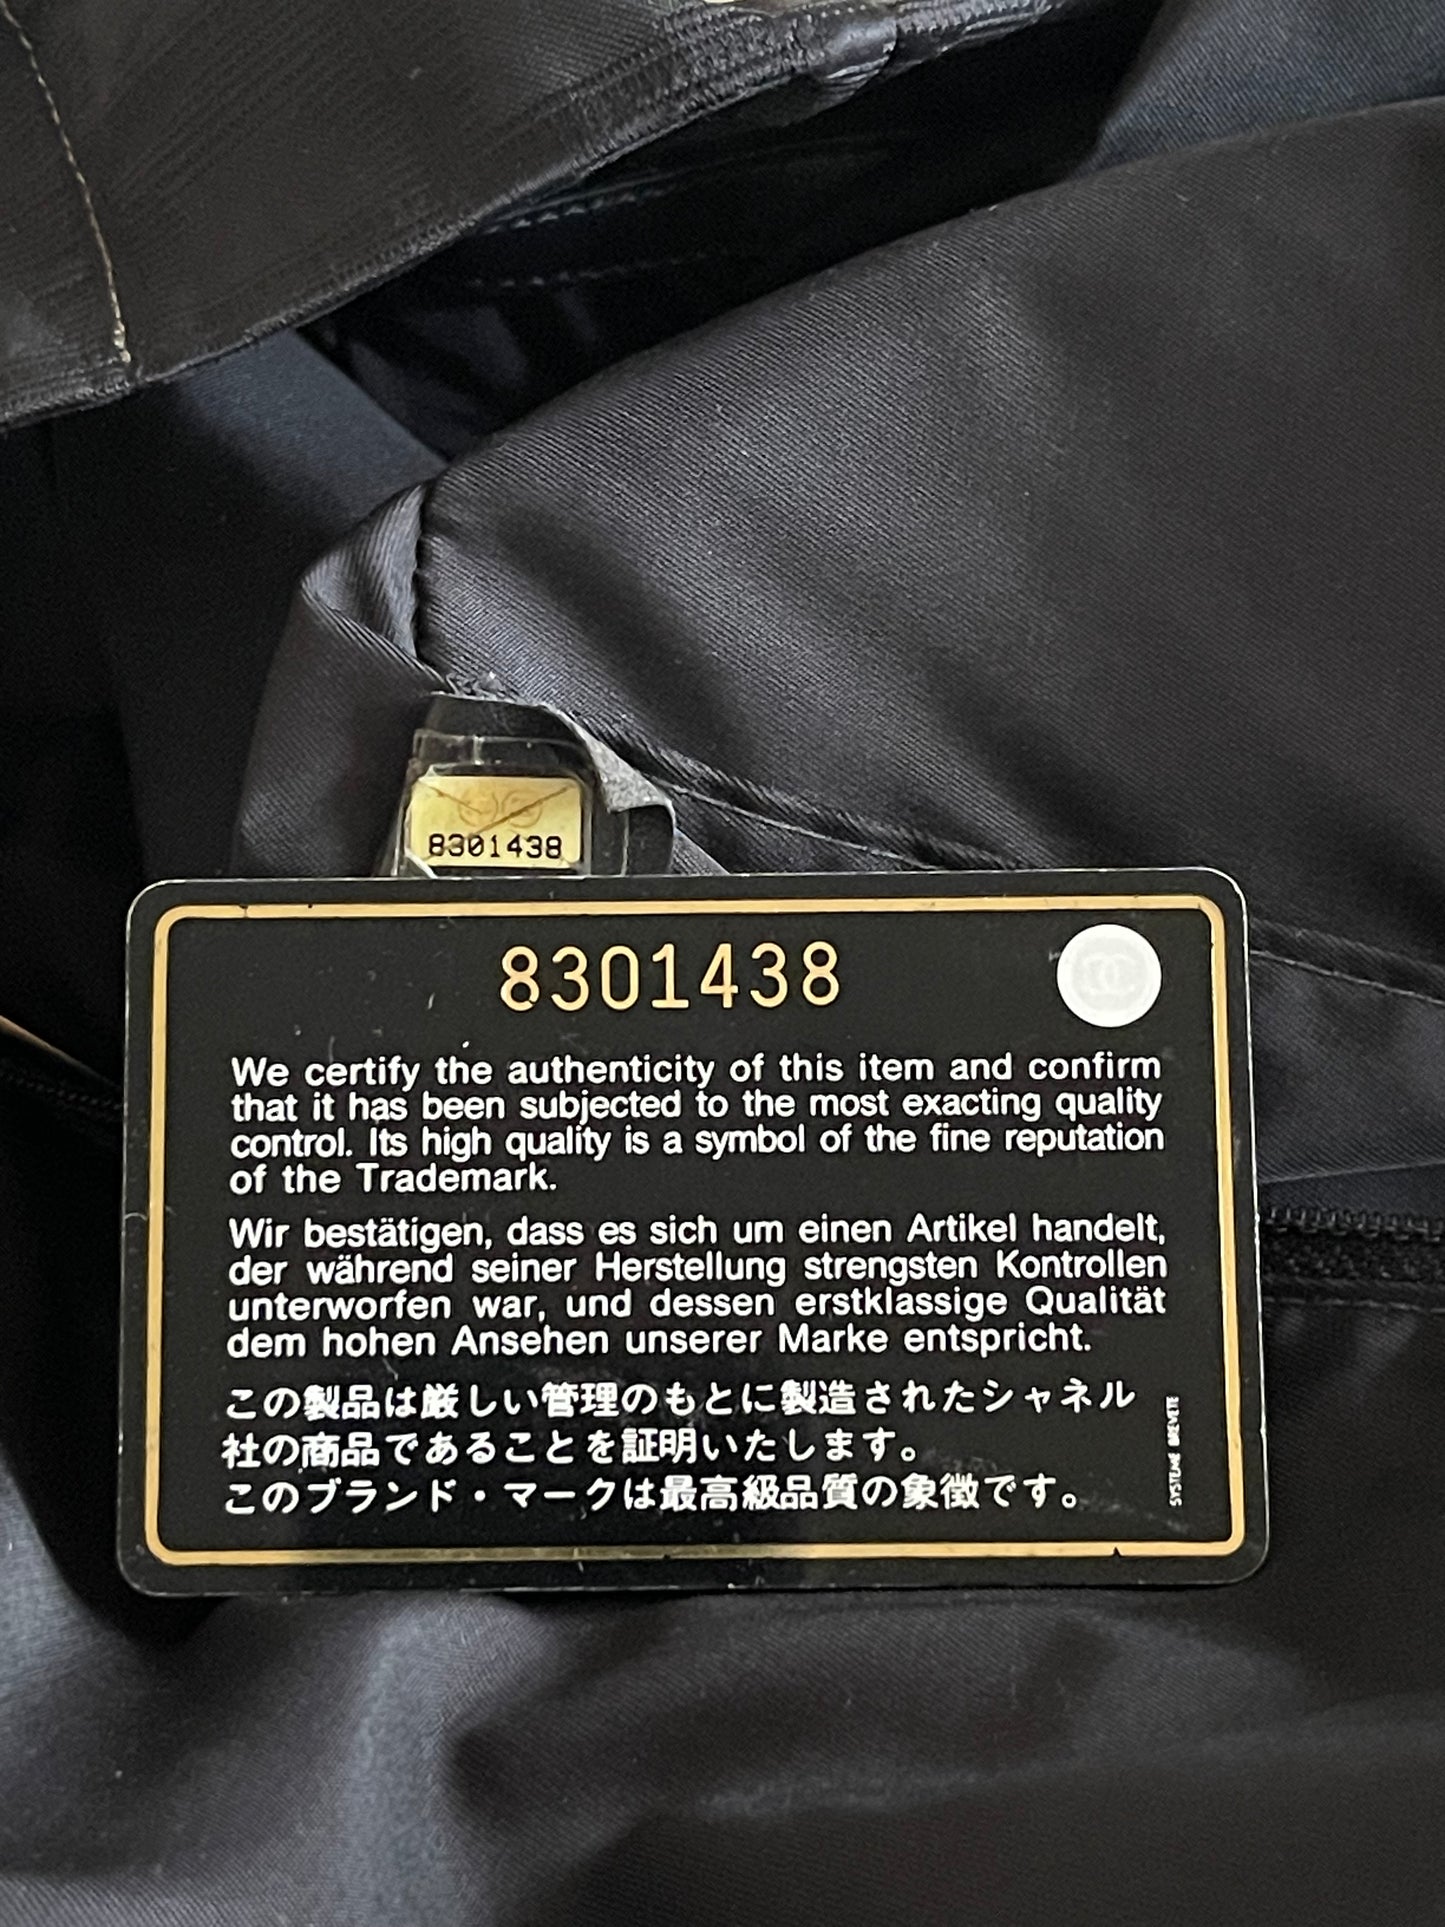 8301438
8301438
We certify the authenticity of this item and confirm
that it has been subjected to the most exacting quality
control. Its high quality is a symbol of the fine reputation
of the Trademark.
Wir bestätigen, dass es sich um einen Artikel handelt,
der während seiner Herstellung strengsten Kontrollen
unterworfen war, und dessen erstklassige Qualität
dem hohen Ansehen unserer Marke entspricht.
この製品は厳しい管理のもとに製造されたシャネル
社の商品であることを証明いたします。
このブランド・マークは最高級品質の象徴です。
SYSTEME BREVETE